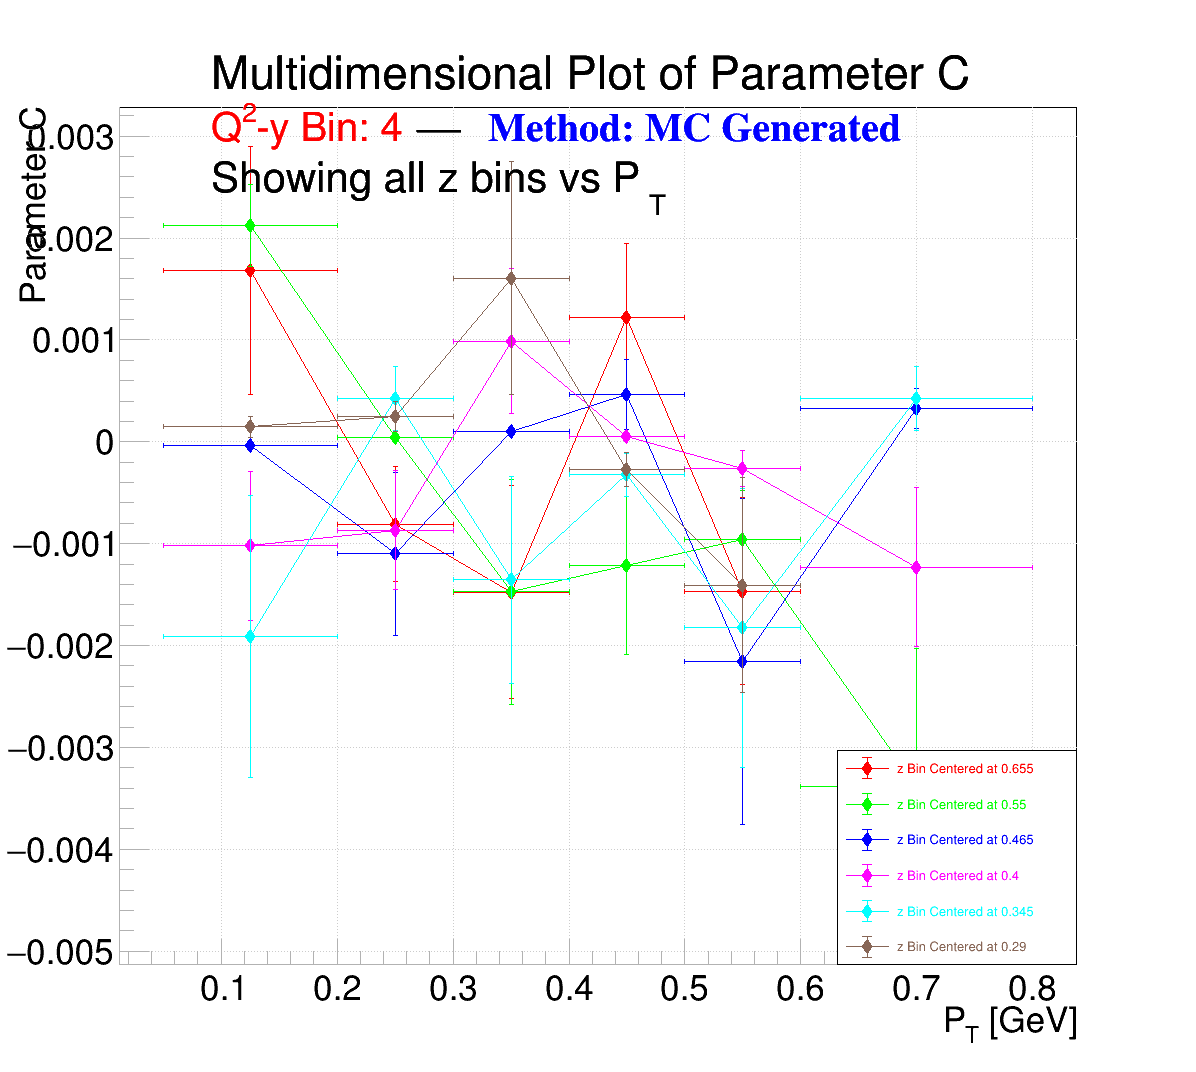 Multidimensional Plot of Parameter C
Q²-y Bin: 4 — Method: MC Generated
Showing all z bins vs P_T
Parameter C
0.003
0.002
0.001
0
−0.001
−0.002
−0.003
−0.004
−0.005
z Bin Centered at 0.655
z Bin Centered at 0.55
z Bin Centered at 0.465
z Bin Centered at 0.4
z Bin Centered at 0.345
z Bin Centered at 0.29
0.1 0.2 0.3 0.4 0.5 0.6 0.7 0.8
P_T [GeV]